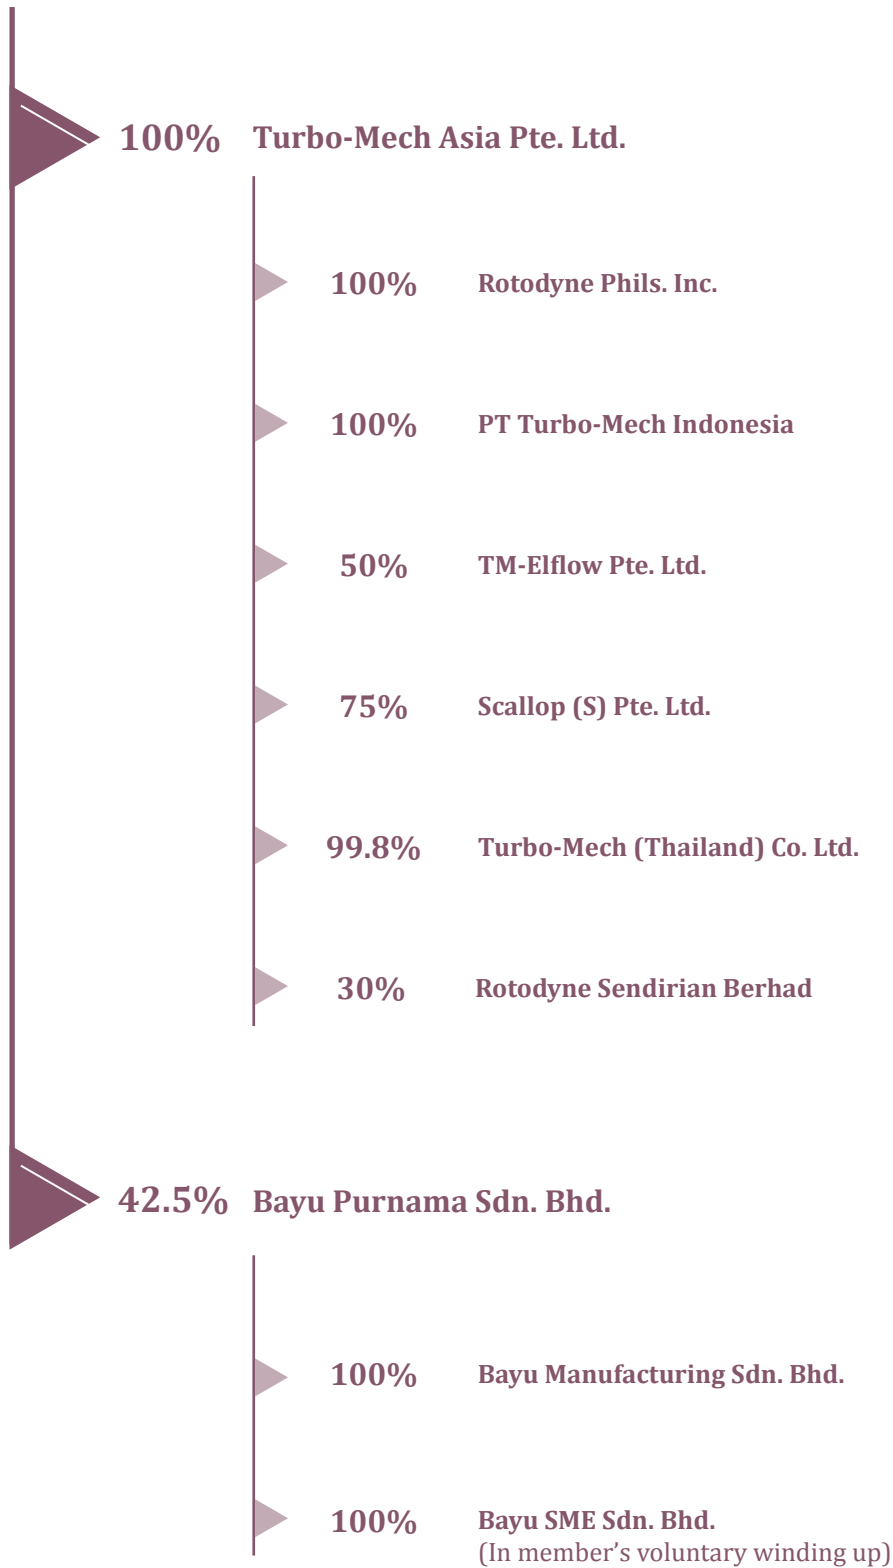 100% Turbo-Mech Asia Pte. Ltd.
100% Rotodyne Phils. Inc.
100% PT Turbo-Mech Indonesia
50% TM-Elflow Pte. Ltd.
75% Scallop (S) Pte. Ltd.
99.8% Turbo-Mech (Thailand) Co. Ltd.
30% Rotodyne Sendirian Berhad
42.5% Bayu Purnama Sdn. Bhd.
100% Bayu Manufacturing Sdn. Bhd.
100% Bayu SME Sdn. Bhd.
(In member’s voluntary winding up)